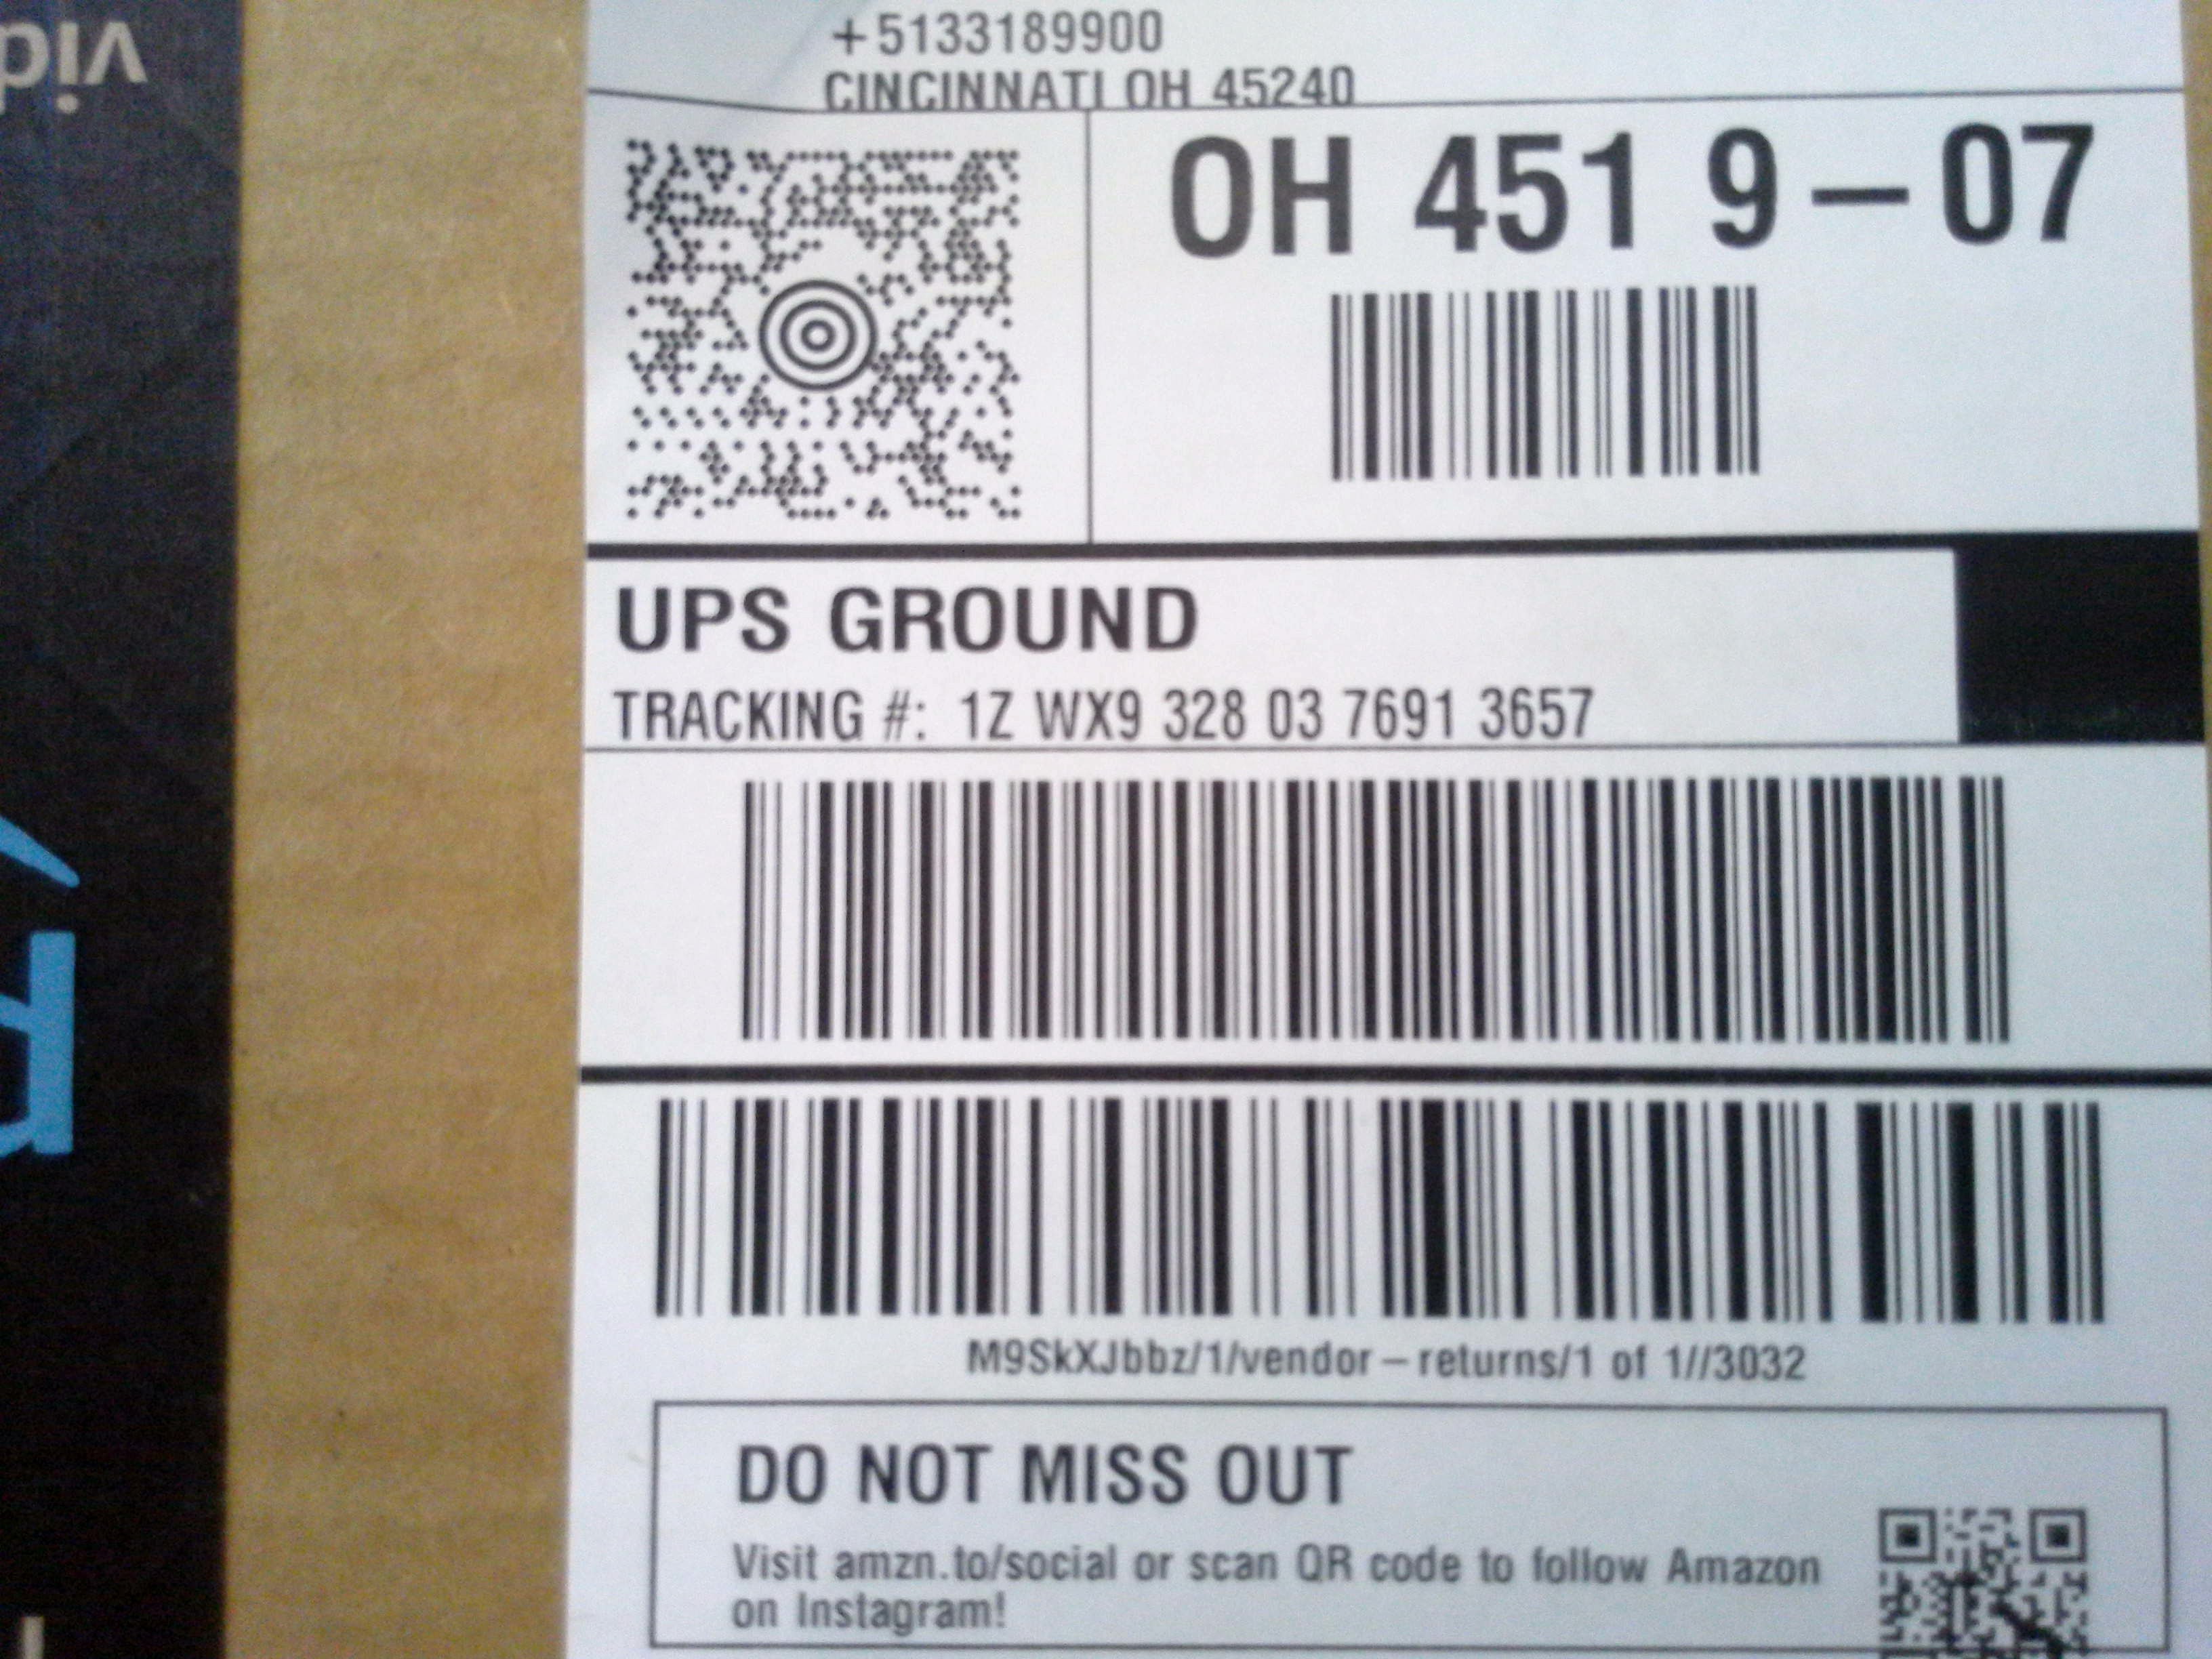 +5133189900
CINCINNATI OH 45240
OH 451 9-07
UPS GROUND
TRACKING #: 1Z WX9 328 03 7691 3657
M9SkXJbbz/1/vendor-returns/1 of 1//3032
DO NOT MISS OUT
Visit amzn.to/social or scan QR code to follow Amazon
on Instagram!
vid